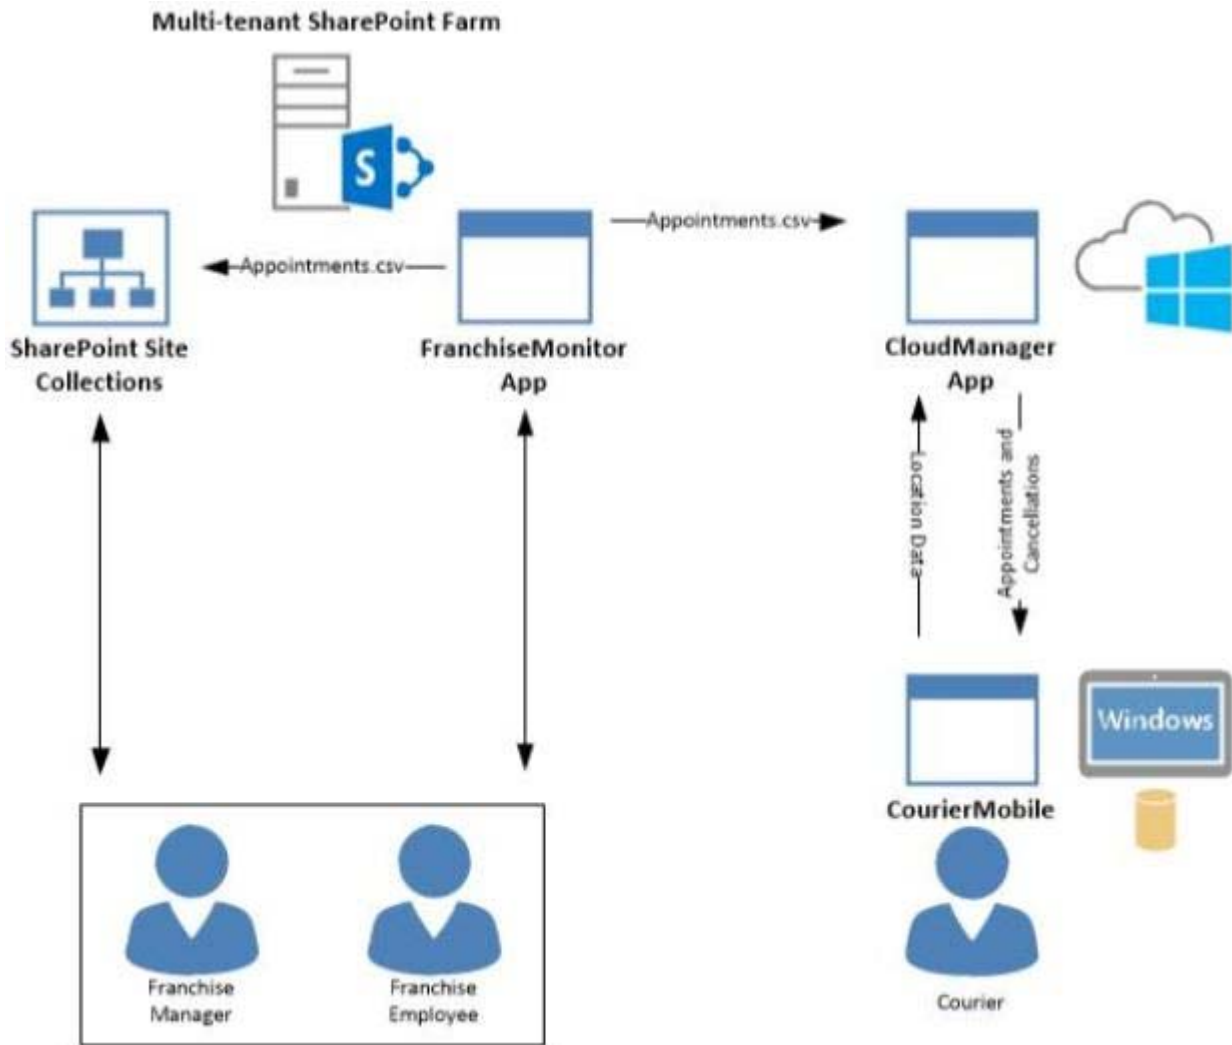 Multi-tenant SharePoint Farm
S
Appointments.csv
Appointments.csv
SharePoint Site
Collections
FranchiseMonitor
App
CloudManager
App
Location Data
Appointments and
Cancellations
Windows
CourierMobile
Franchise
Manager
Franchise
Employee
Courier